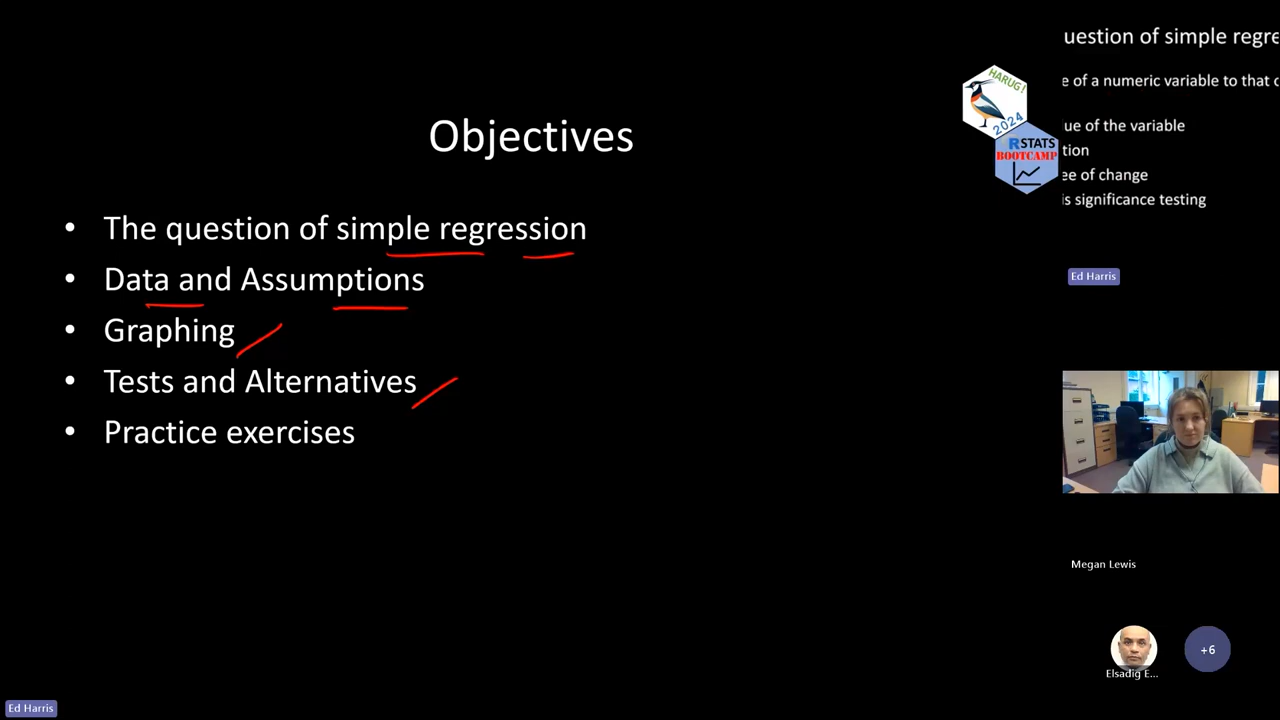 Objectives
• The question of simple regression
• Data and Assumptions
• Graphing
• Tests and Alternatives
• Practice exercises
HARUG!
2024
RSTATS
BOOTCAMP
uestion of simple regre
e of a numeric variable to that
lue of the variable
tion
ee of change
is significance testing
Ed Harris
Megan Lewis
Elsadig E...
+6
Ed Harris